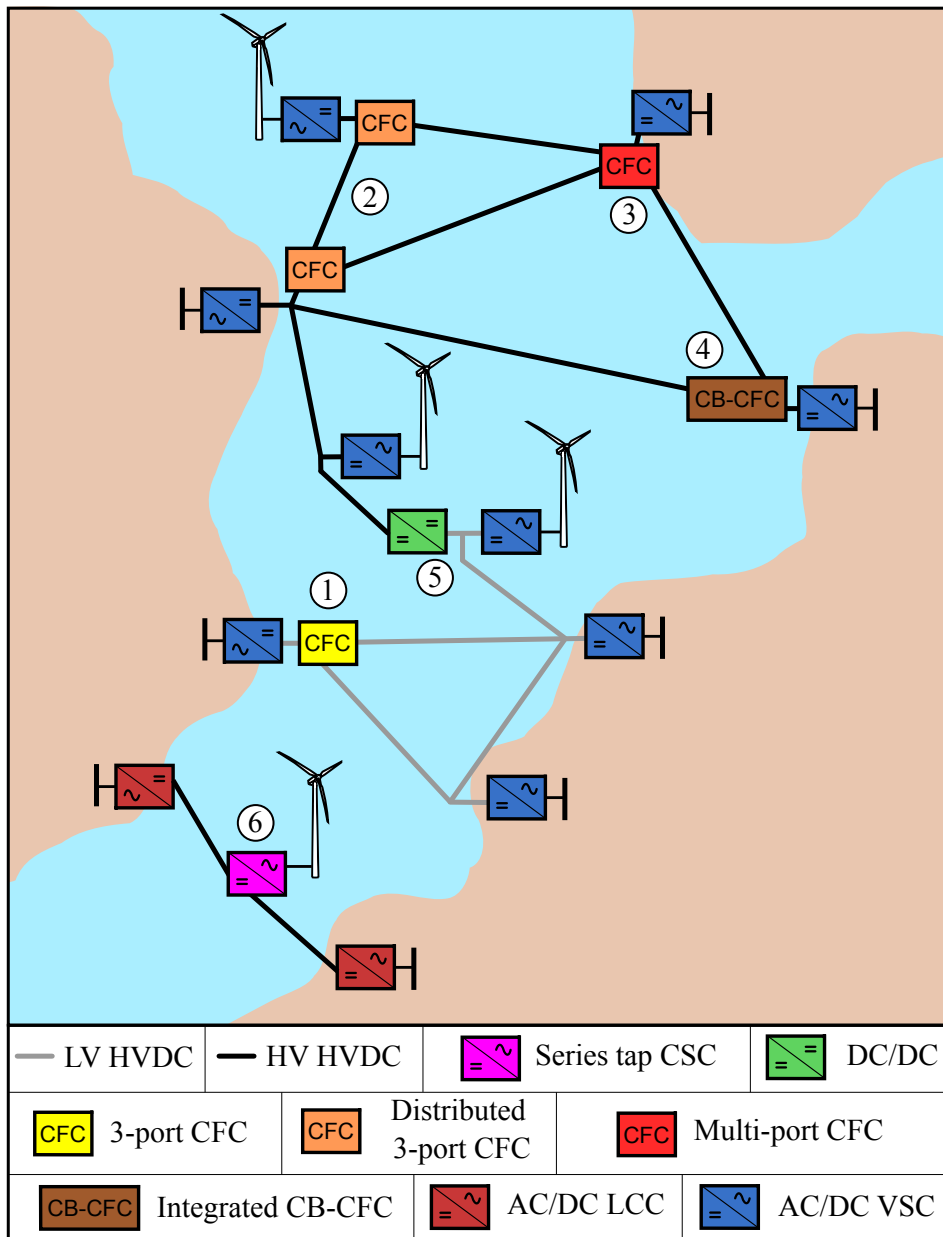 CFC
CFC
2
3
CFC
4
CB-CFC
5
1
CFC
6
LV HVDC
HV HVDC
Series tap CSC
DC/DC
CFC
3-port CFC
CFC
Distributed
3-port CFC
CFC
Multi-port CFC
CB-CFC
Integrated CB-CFC
AC/DC LCC
AC/DC VSC